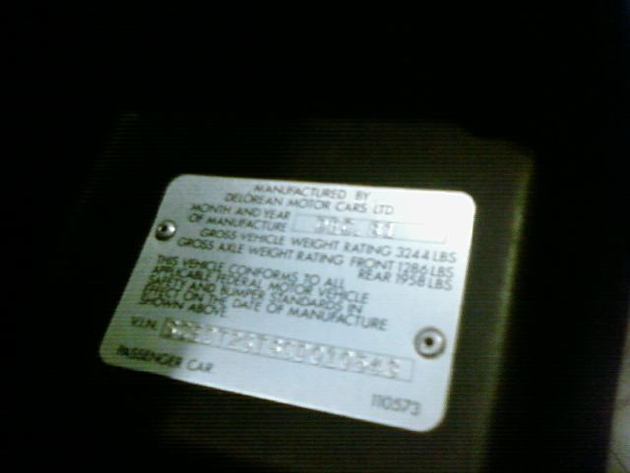 MANUFACTURED BY
DELOREAN MOTOR CARS LTD
MONTH AND YEAR
OF MANUFACTURE
GROSS VEHICLE WEIGHT RATING 3244 LBS
GROSS AXLE WEIGHT RATING FRONT 1286 LBS
REAR 1958 LBS
THIS VEHICLE CONFORMS TO ALL
APPLICABLE FEDERAL MOTOR VEHICLE
SAFETY AND BUMPER STANDARDS IN
EFFECT ON THE DATE OF MANUFACTURE
SHOWN ABOVE
V.I.N.
PASSENGER CAR
110573